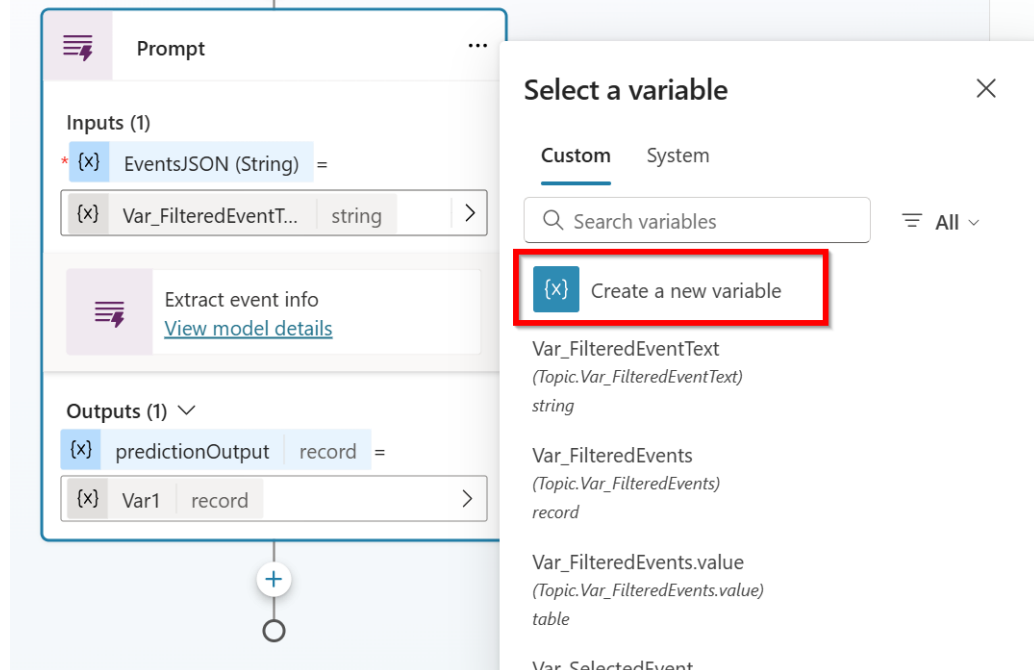 Prompt
...
Inputs (1)
* {x} EventsJSON (String) =
{x} Var_FilteredEventT... string
Extract event info
View model details
Outputs (1)
{x} predictionOutput record =
{x} Var1 record
Select a variable
Custom System
Search variables All
{x} Create a new variable
Var_FilteredEventText
(Topic.Var_FilteredEventText)
string
Var_FilteredEvents
(Topic.Var_FilteredEvents)
record
Var_FilteredEvents.value
(Topic.Var_FilteredEvents.value)
table
Var_SelectedEvent